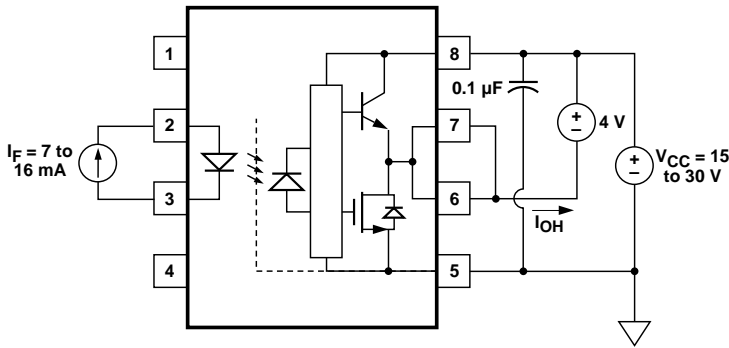 1
8
0.1 µF
2
7
4 V
+
–
I_F = 7 to
16 mA
+
–
V_CC = 15
to 30 V
3
6
I_OH
4
5